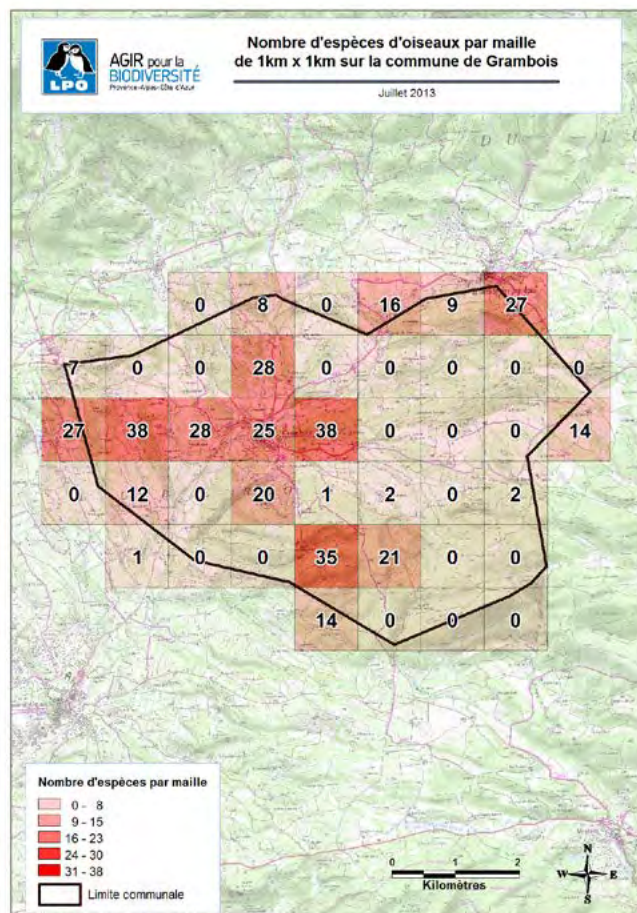 LPO
AGIR pour la
BIODIVERSITÉ
Provence-Alpes-Côte d'Azur
Nombre d'espèces d'oiseaux par maille
de 1km x 1km sur la commune de Grambois
Juillet 2013
0 8 0 16 9 27
7 0 0 28 0 0 0 0 0
27 38 28 25 38 0 0 0 14
0 12 0 20 1 2 0 2
1 0 0 35 21 0 0
14 0 0 0
Nombre d'espèces par maille
0 - 8
9 - 15
16 - 23
24 - 30
31 - 38
Limite communale
0 1 2
Kilomètres
N
W E
S